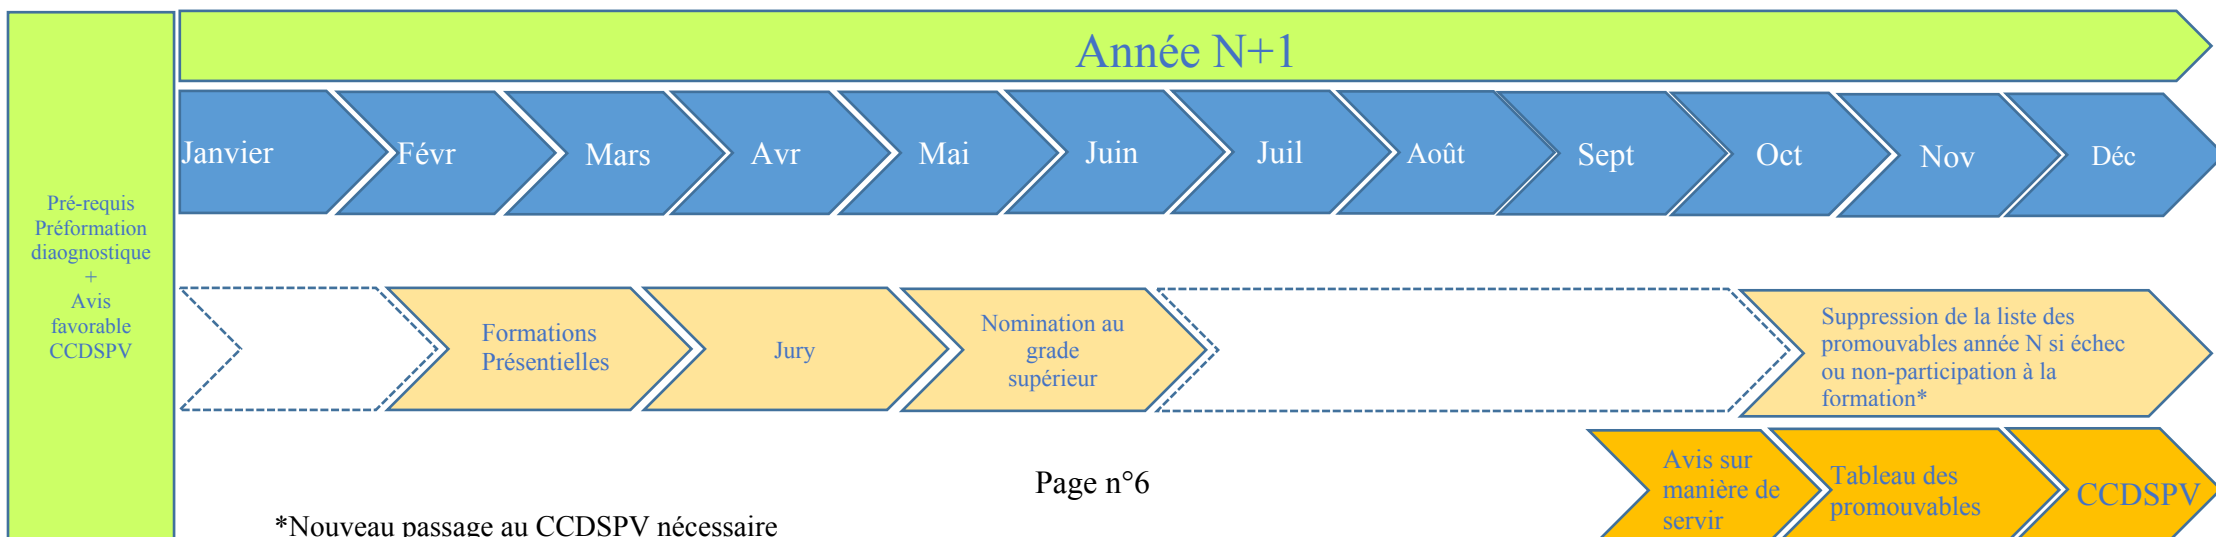 Année N+1
Janvier
Févr
Mars
Avr
Mai
Juin
Juil
Août
Sept
Oct
Nov
Déc
Pré-requis
Préformation
diaognostique
+
Avis
favorable
CCDSPV
Formations
Présentielles
Jury
Nomination au
grade
supérieur
Suppression de la liste des
promouvables année N si échec
ou non-participation à la
formation*
Avis sur
manière de
servir
Tableau des
promouvables
CCDSPV
Page n°6
*Nouveau passage au CCDSPV nécessaire